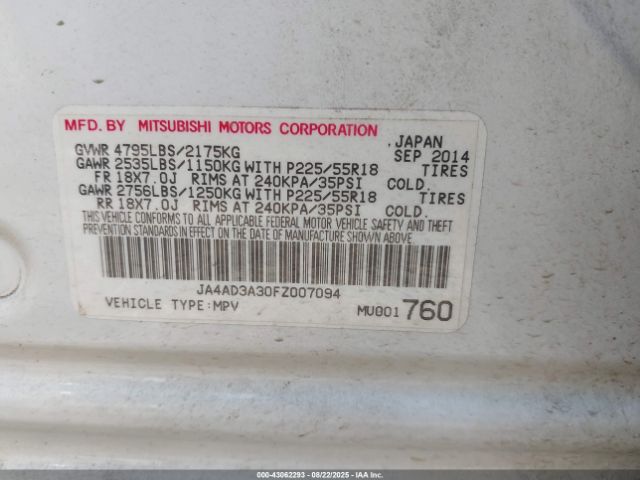 MFD. BY MITSUBISHI MOTORS CORPORATION
. JAPAN
GVWR 4795LBS/2175KG SEP 2014
GAWR 2535LBS/1150KG WITH P225/55R18 TIRES
FR 18X7.0J RIMS AT 240KPA/35PSI COLD.
GAWR 2756LBS/1250KG WITH P225/55R18 TIRES
RR 18X7.0J RIMS AT 240KPA/35PSI COLD.
THIS VEHICLE CONFORMS TO ALL APPLICABLE FEDERAL MOTOR VEHICLE SAFETY AND THEFT
PREVENTION STANDARDS IN EFFECT ON THE DATE OF MANUFACTURE SHOWN ABOVE.
JA4AD3A30FZ007094
VEHICLE TYPE:MPV MU001 760
000-43062293 - 08/22/2025 - IAAI.com